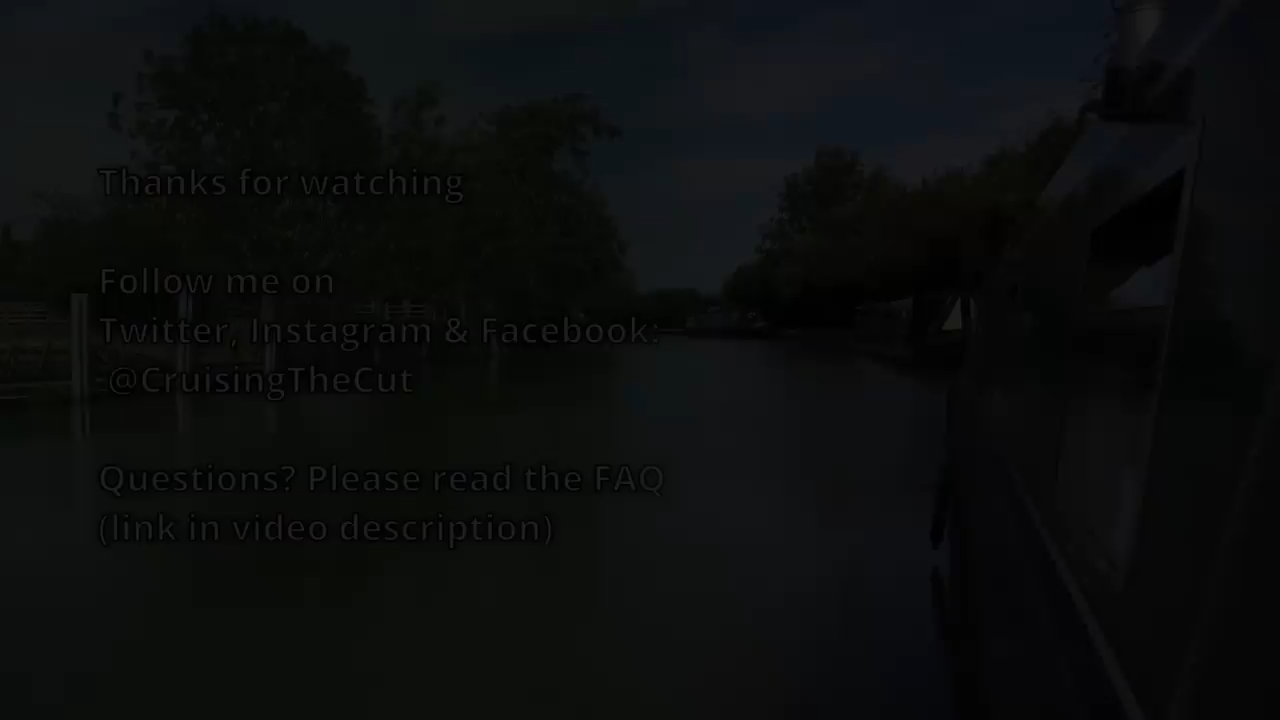 Thanks for watching
Follow me on
Twitter, Instagram & Facebook:
@CruisingTheCut
Questions? Please read the FAQ
(link in video description)